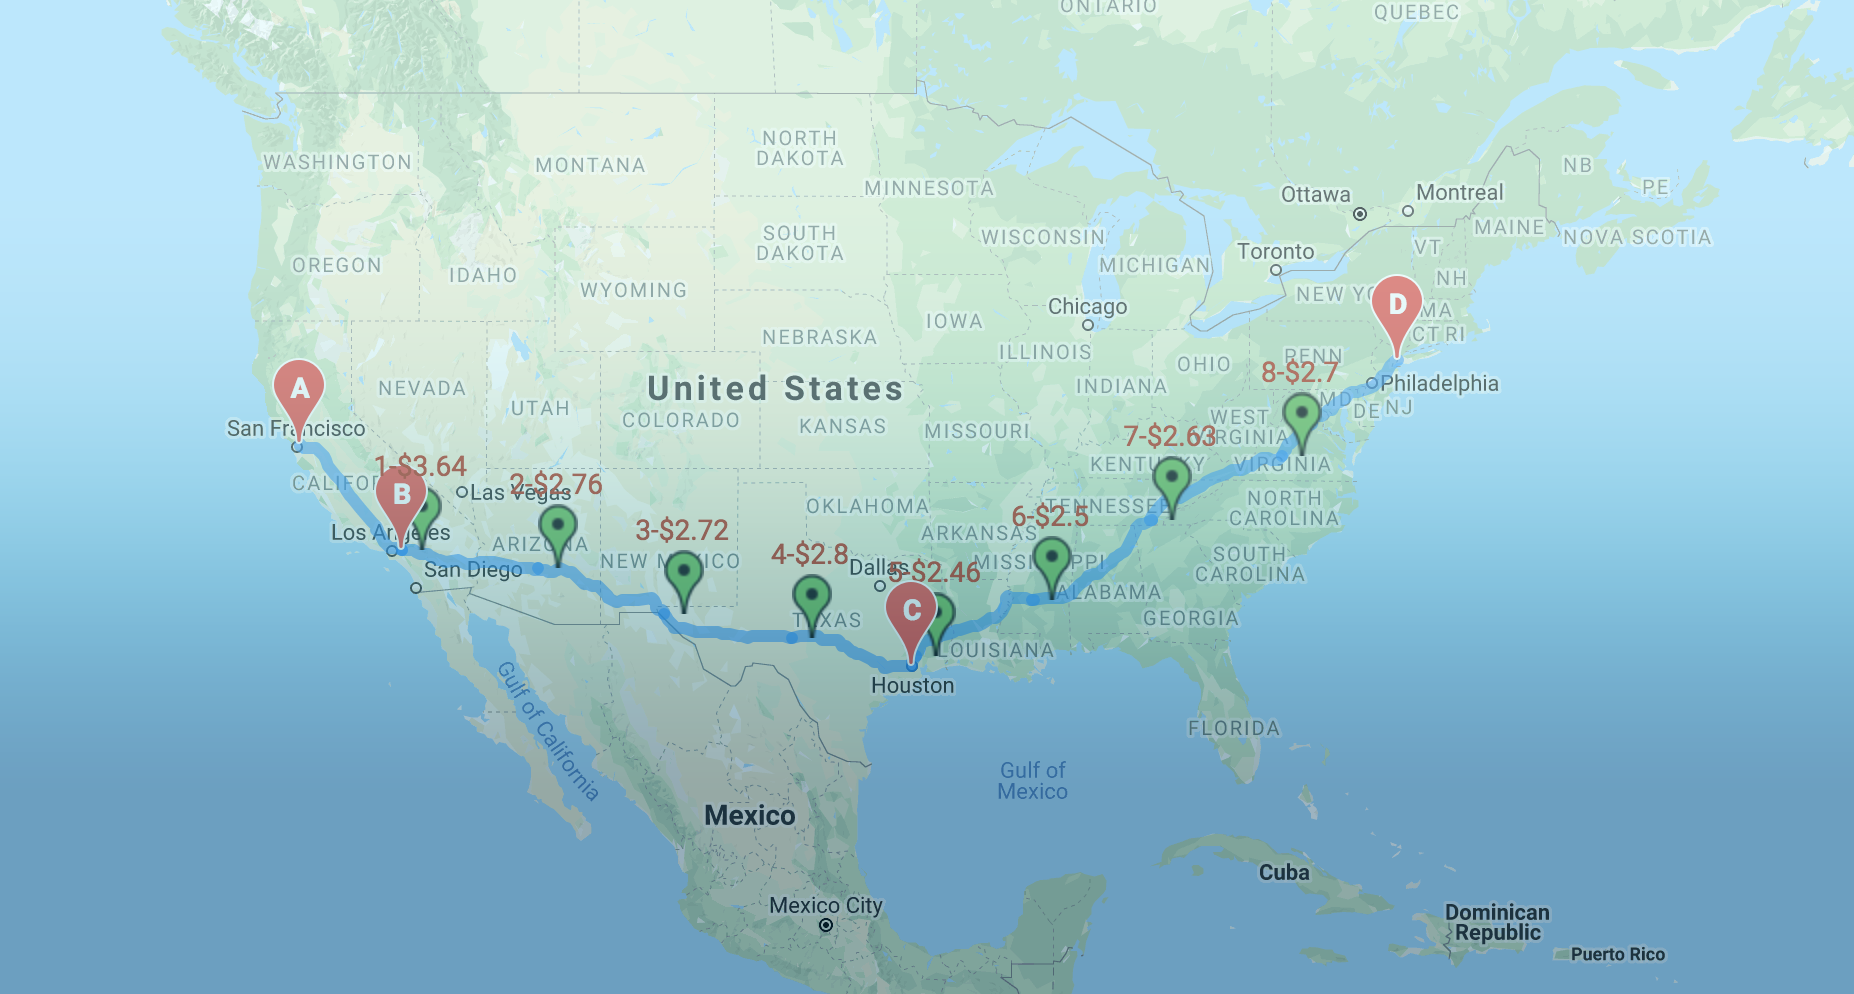 ONTARIO
QUEBEC
WASHINGTON
MONTANA
NORTH
DAKOTA
MINNESOTA
Ottawa
Montreal
NB
PE
MAINE
NOVA SCOTIA
VT
NH
OREGON
IDAHO
WYOMING
SOUTH
DAKOTA
WISCONSIN
MICHIGAN
Toronto
NEW YO
D
MA
CT RI
Chicago
IOWA
NEBRASKA
ILLINOIS
INDIANA
OHIO
PENN
8-$2.7
Philadelphia
MD
DE
NJ
A
San Francisco
NEVADA
UTAH
United States
COLORADO
KANSAS
MISSOURI
WEST
VIRGINIA
7-$2.63
KENTUCKY
VIRGINIA
1-$3.64
CALIFOR
B
Las Vegas
2-$2.76
Los Angeles
San Diego
ARIZONA
3-$2.72
NEW MEXICO
OKLAHOMA
4-$2.8
Dallas
5-$2.46
ARKANSAS
6-$2.5
TENNESSEE
MISSISSIPPI
NORTH
CAROLINA
SOUTH
CAROLINA
ALABAMA
GEORGIA
TEXAS
C
LOUISIANA
Houston
FLORIDA
Gulf of California
Gulf of
Mexico
Mexico
Mexico City
Cuba
Dominican
Republic
Puerto Rico